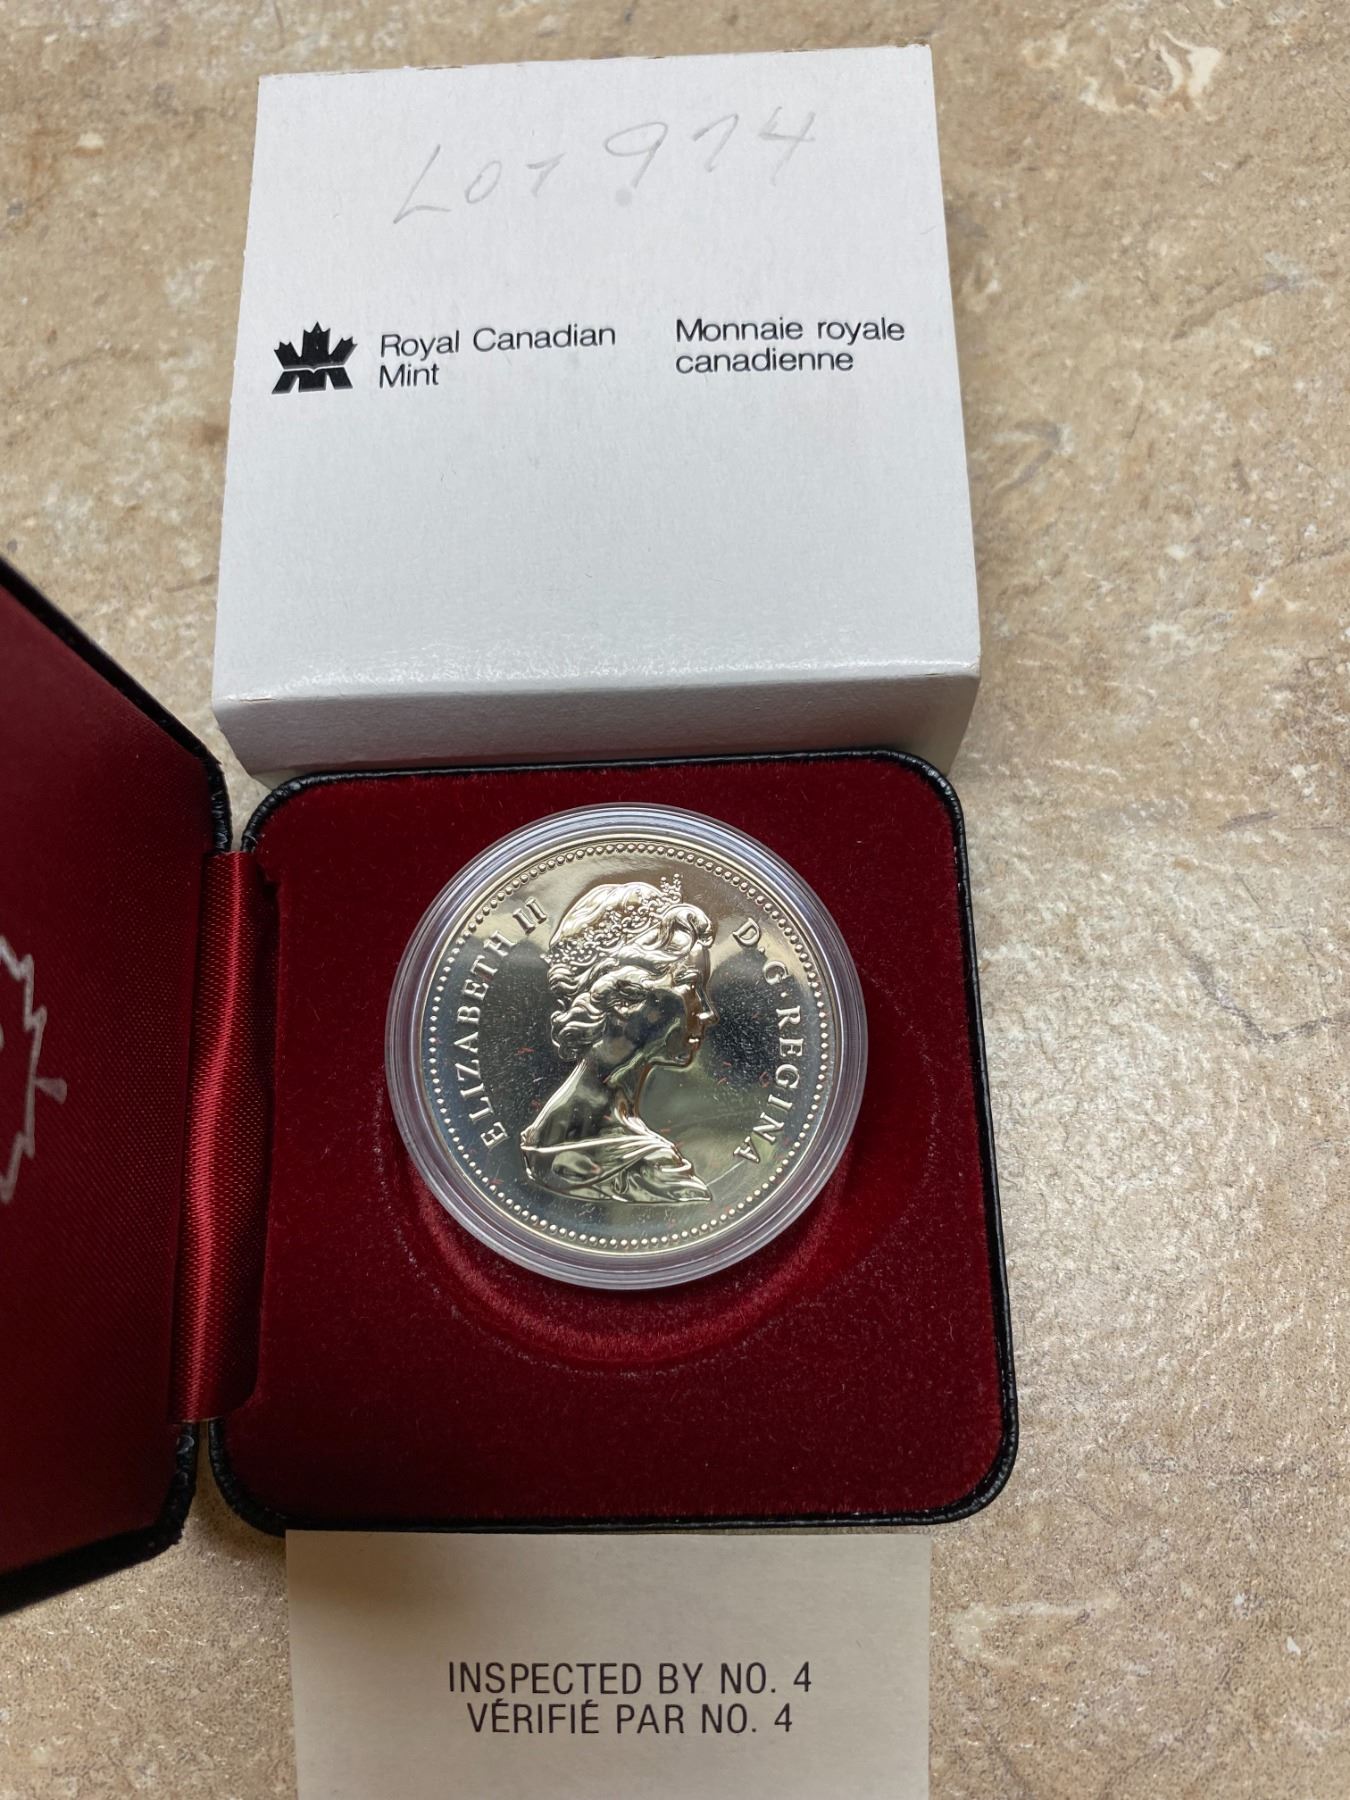 Lot 974
Royal Canadian
Mint
Monnaie royale
canadienne
ELIZABETH II D·G·REGINA
INSPECTED BY NO. 4
VÉRIFIÉ PAR NO. 4